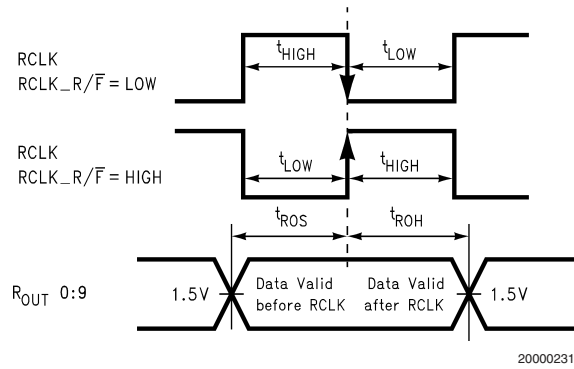 RCLK
RCLK_R/F̅ = LOW
tHIGH
tLOW
RCLK
RCLK_R/F̅ = HIGH
tLOW
tHIGH
tROS
tROH
ROUT 0:9
1.5V
Data Valid
before RCLK
Data Valid
after RCLK
1.5V
20000231